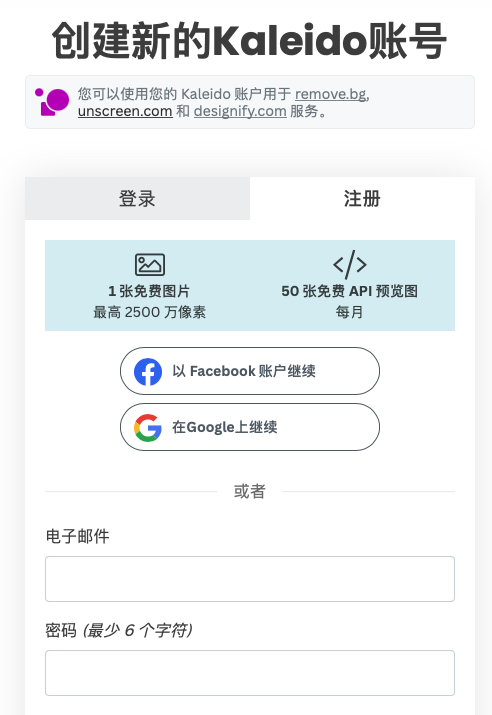 创建新的Kaleido账号
您可以使用您的 Kaleido 账户用于 remove.bg,
unscreen.com 和 designify.com 服务。
登录
注册
1 张免费图片
最高 2500 万像素
50 张免费 API 预览图
每月
以 Facebook 账户继续
在Google上继续
或者
电子邮件
密码 (最少 6 个字符)